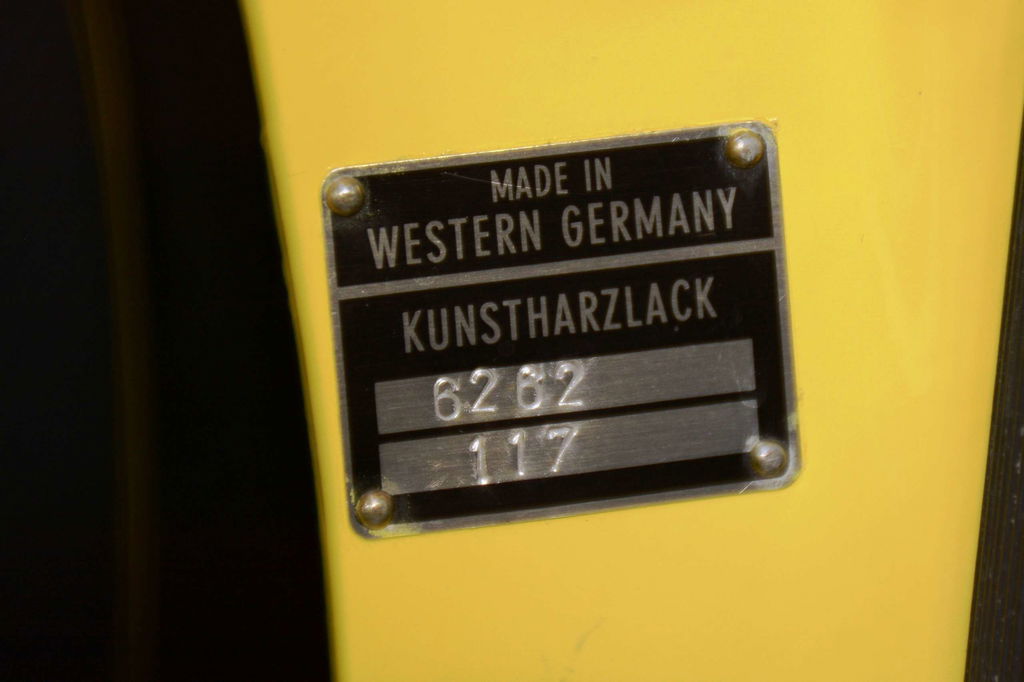 MADE IN
WESTERN GERMANY
KUNSTHARZLACK
6262
117